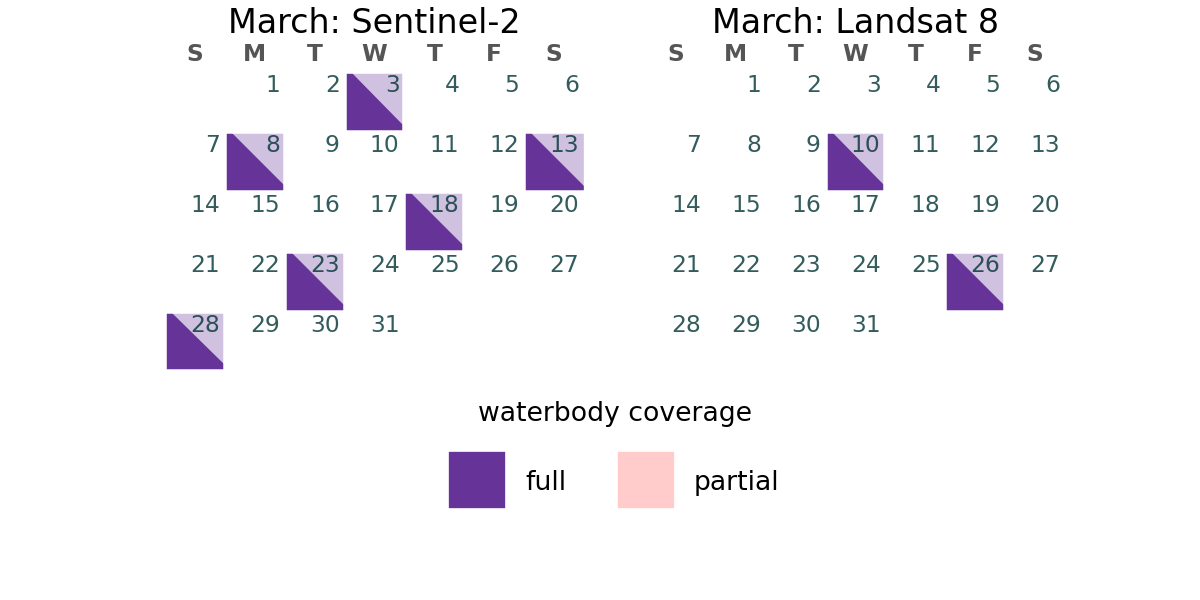 March: Sentinel-2
S M T W T F S
1 2 3 4 5 6
7 8 9 10 11 12 13
14 15 16 17 18 19 20
21 22 23 24 25 26 27
28 29 30 31
March: Landsat 8
S M T W T F S
1 2 3 4 5 6
7 8 9 10 11 12 13
14 15 16 17 18 19 20
21 22 23 24 25 26 27
28 29 30 31
waterbody coverage
full partial